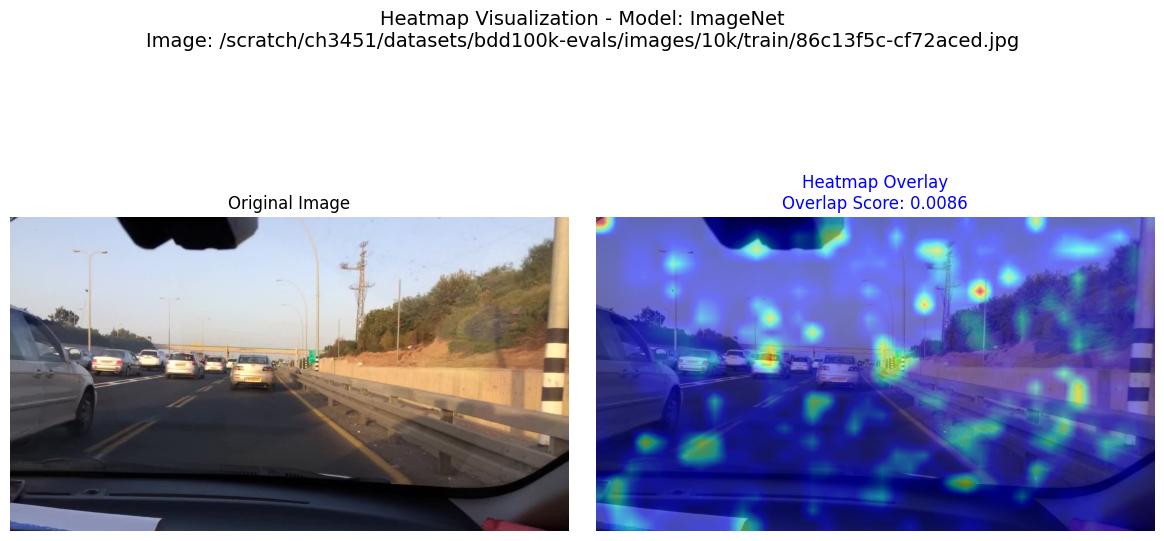 Heatmap Visualization - Model: ImageNet
Image: /scratch/ch3451/datasets/bdd100k-evals/images/10k/train/86c13f5c-cf72aced.jpg
Original Image
Heatmap Overlay
Overlap Score: 0.0086